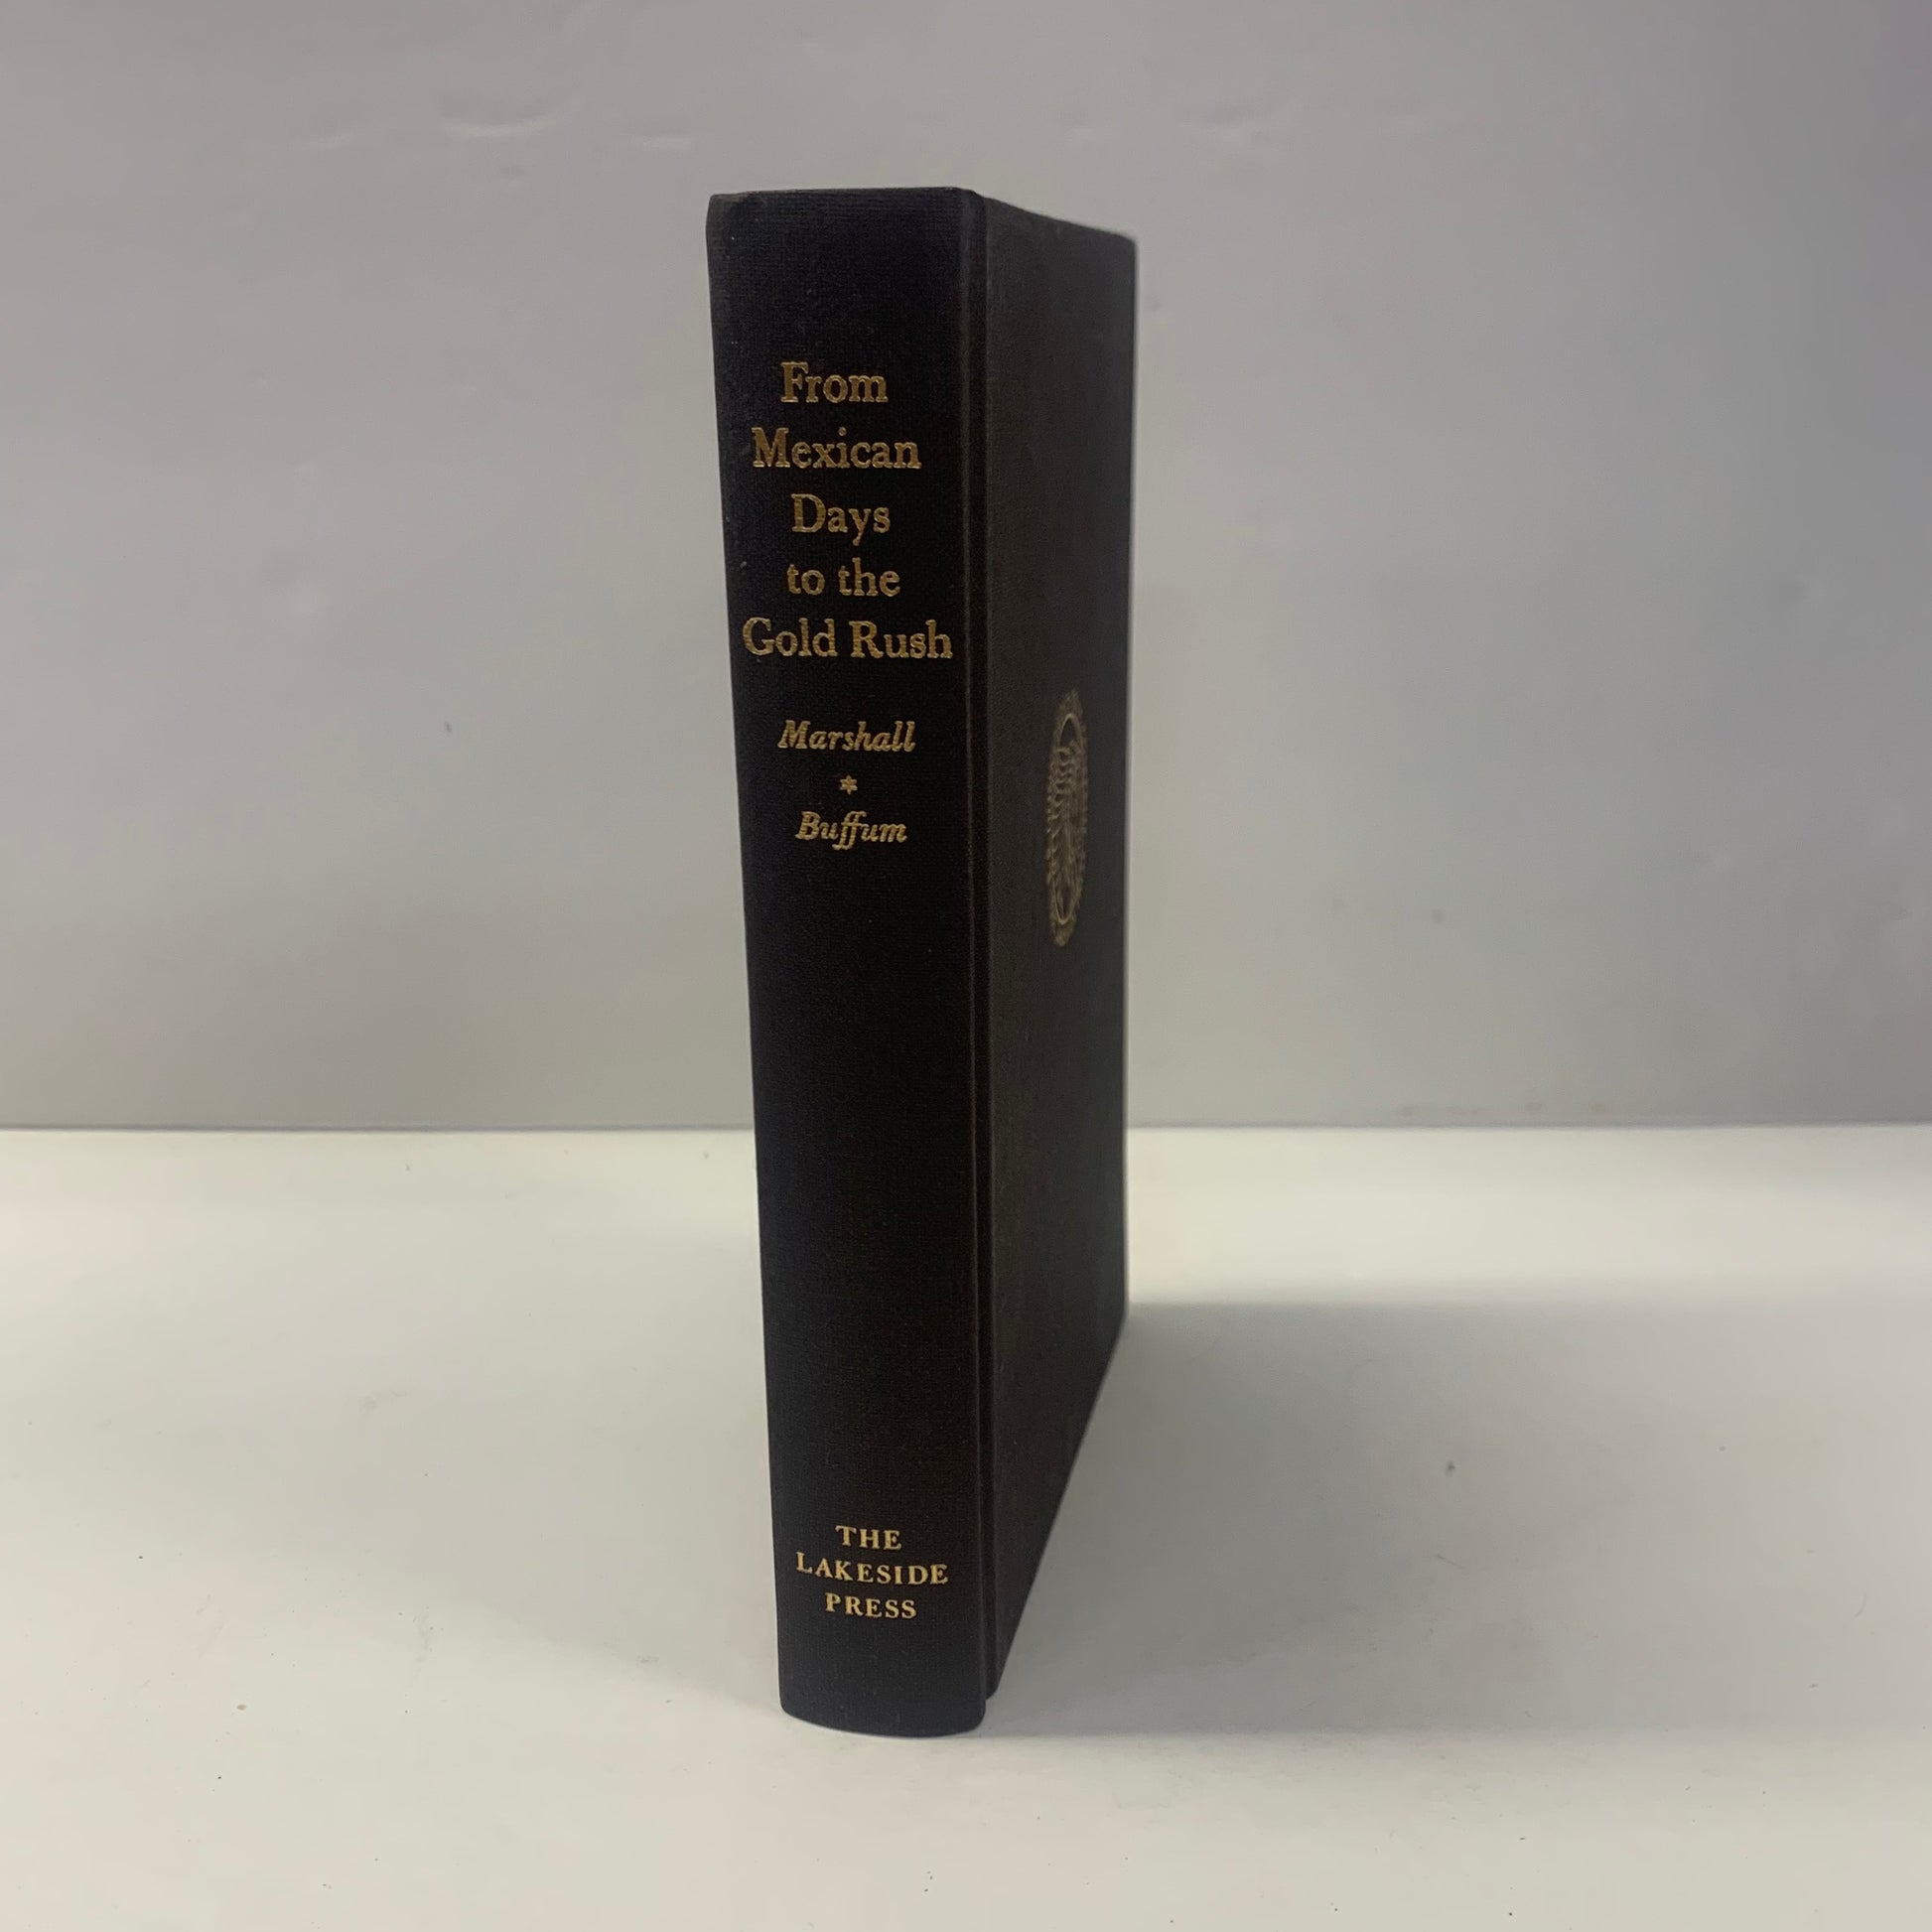 From
Mexican
Days
to the
Gold Rush
Marshall
*
Buffum
THE
LAKESIDE
PRESS